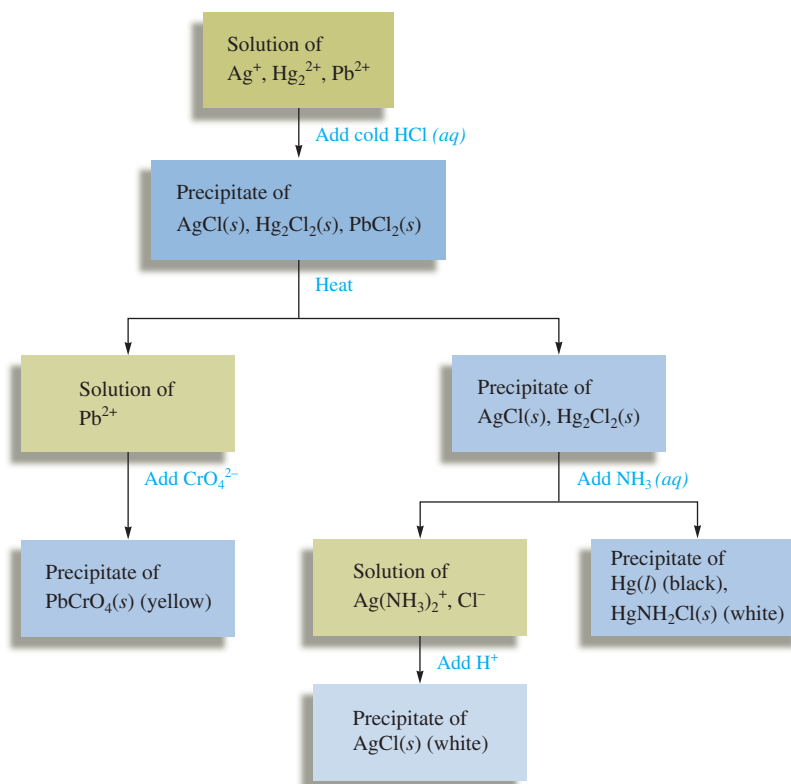 Solution of
Ag⁺, Hg₂²⁺, Pb²⁺
Add cold HCl (aq)
Precipitate of
AgCl(s), Hg₂Cl₂(s), PbCl₂(s)
Heat
Solution of
Pb²⁺
Precipitate of
AgCl(s), Hg₂Cl₂(s)
Add CrO₄²⁻
Add NH₃ (aq)
Precipitate of
PbCrO₄(s) (yellow)
Solution of
Ag(NH₃)₂⁺, Cl⁻
Precipitate of
Hg(l) (black),
HgNH₂Cl(s) (white)
Add H⁺
Precipitate of
AgCl(s) (white)